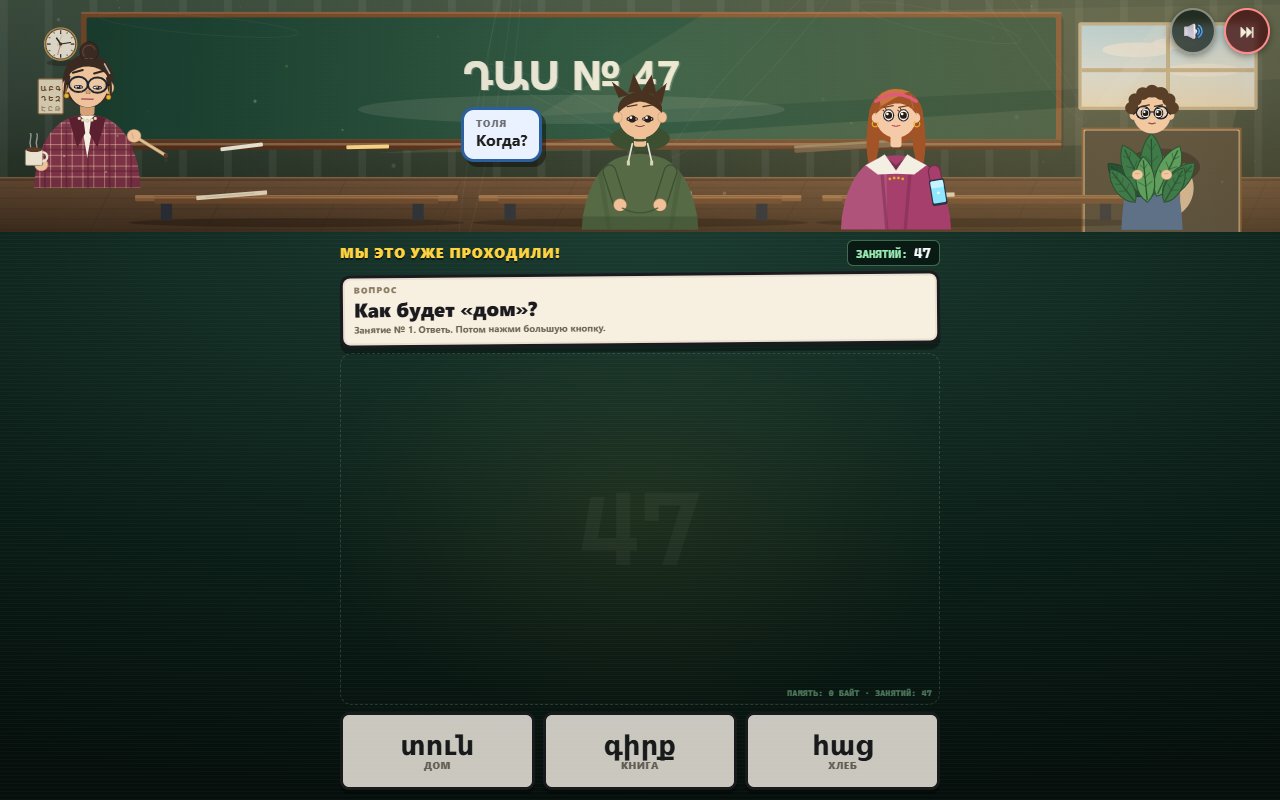 ԴԱՍ № 47
Ա Բ Գ
Դ Ե Զ
Է Ը Թ
ТОЛЯ
Когда?
МЫ ЭТО УЖЕ ПРОХОДИЛИ!
ЗАНЯТИЙ: 47
ВОПРОС
Как будет «дом»?
Занятие № 1. Ответь. Потом нажми большую кнопку.
47
ПАМЯТЬ: 0 БАЙТ · ЗАНЯТИЙ: 47
տուն
ДОМ
գիրք
КНИГА
հաց
ХЛЕБ